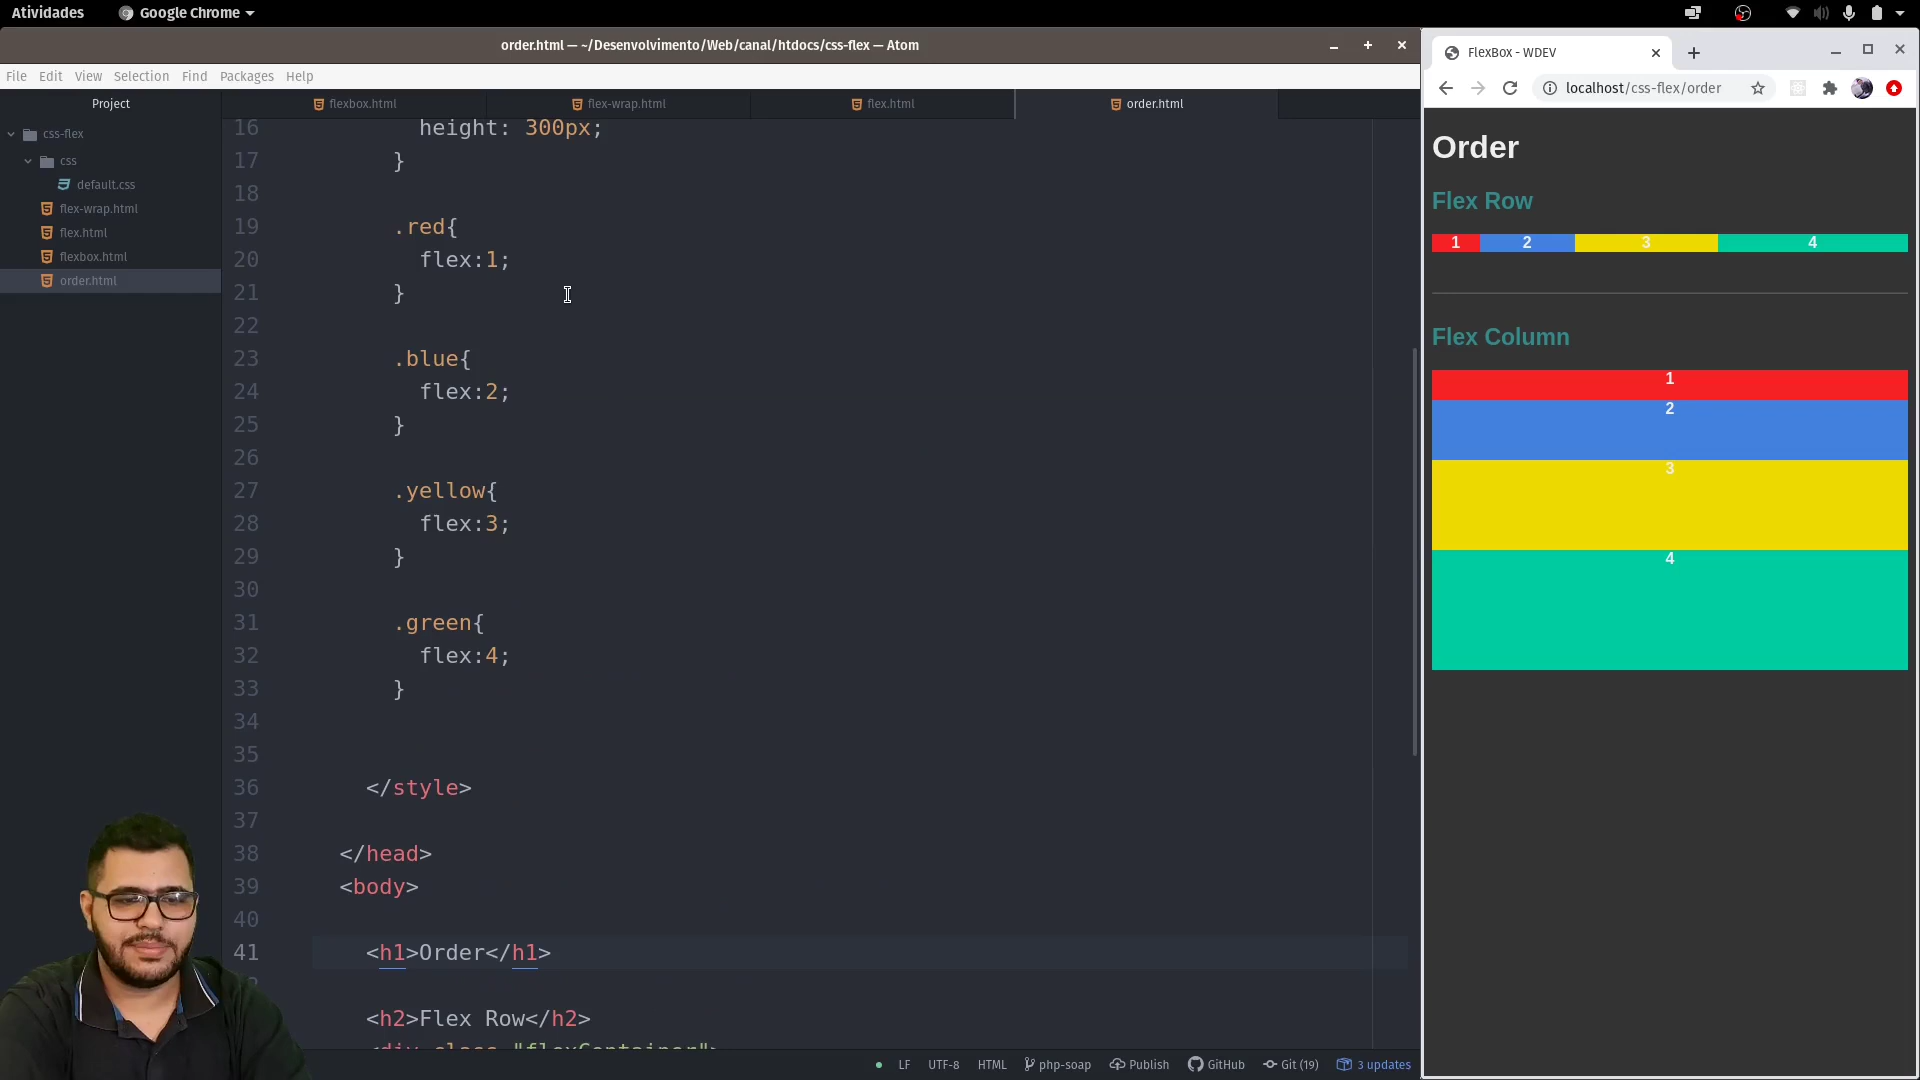 Atividades
Google Chrome
order.html — ~/Desenvolvimento/Web/canal/htdocs/css-flex — Atom
File Edit View Selection Find Packages Help
Project
css-flex
css
default.css
flex-wrap.html
flex.html
flexbox.html
order.html
flexbox.html flex-wrap.html flex.html order.html
16 height: 300px;
17 }
18
19 .red{
20 flex:1;
21 }
22
23 .blue{
24 flex:2;
25 }
26
27 .yellow{
28 flex:3;
29 }
30
31 .green{
32 flex:4;
33 }
34
35
36 </style>
37
38 </head>
39 <body>
40
41 <h1>Order</h1>
<h2>Flex Row</h2>
<div class="flexContainer">
LF UTF-8 HTML php-soap Publish GitHub Git (19) 3 updates
FlexBox - WDEV
localhost/css-flex/order
Order
Flex Row
1 2 3 4
Flex Column
1
2
3
4